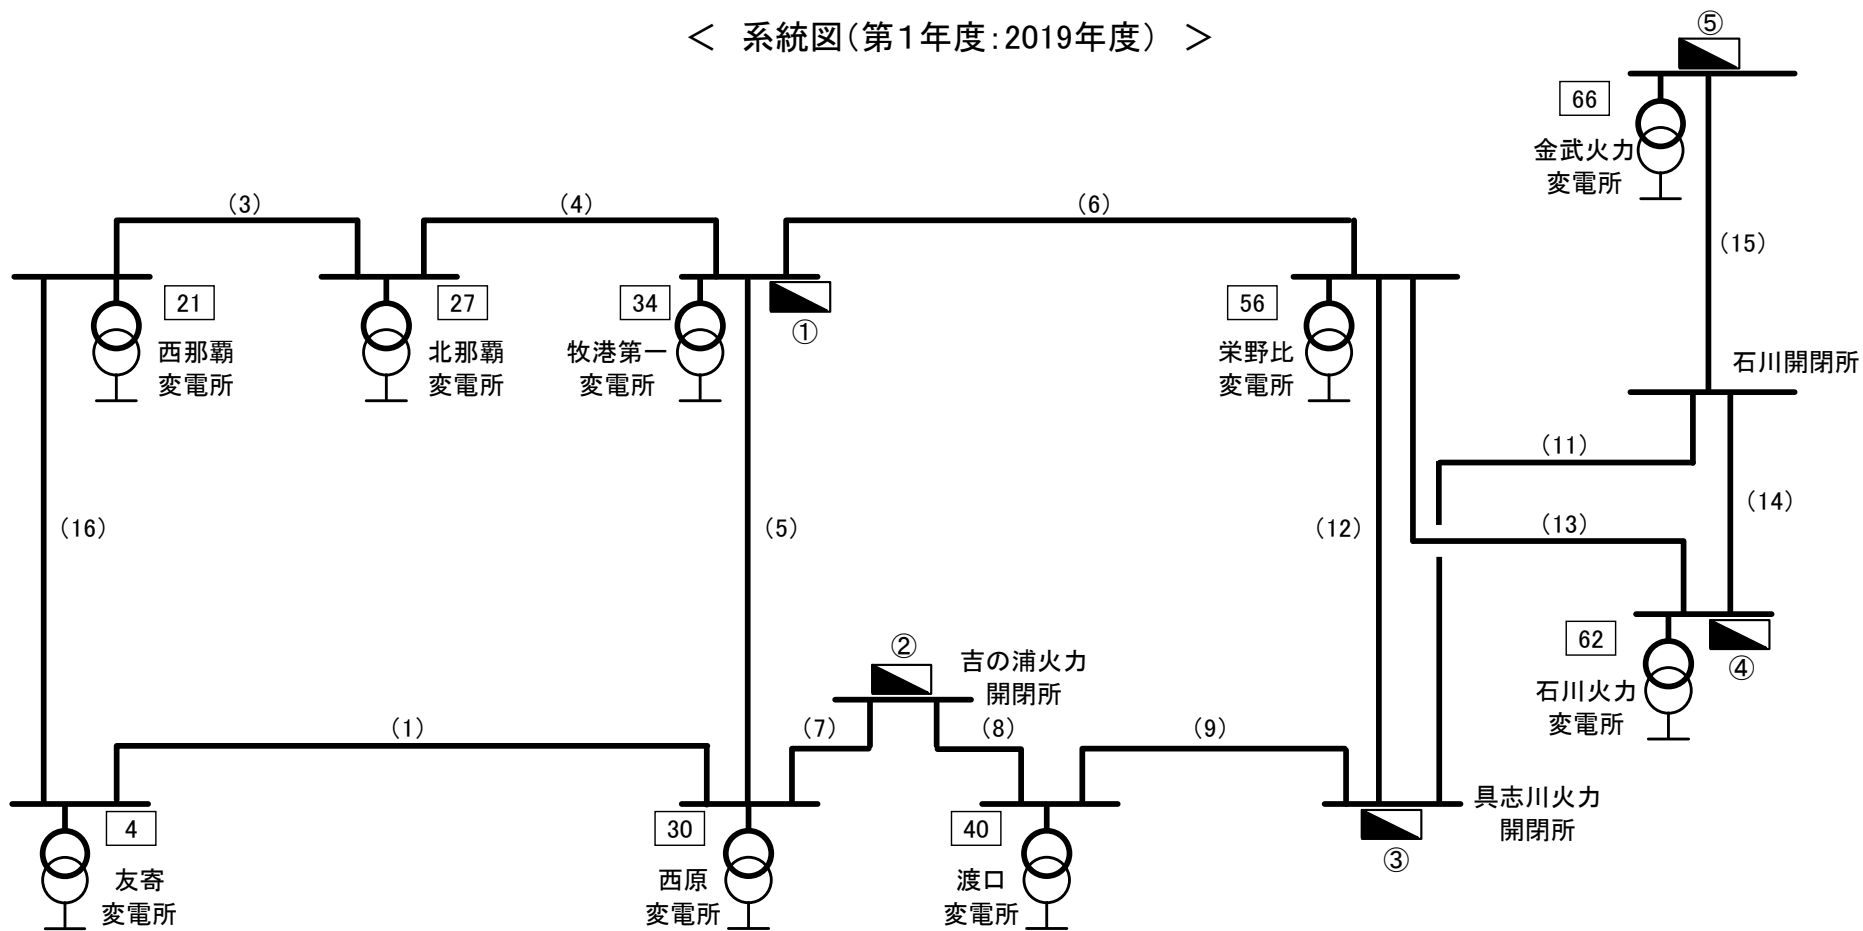 ＜ 系統図（第１年度：2019年度） ＞
⑤
66
金武火力
変電所
（15）
（3）
（4）
（6）
21
西那覇
変電所
27
北那覇
変電所
34
牧港第一
変電所
①
56
栄野比
変電所
石川開閉所
（11）
（16）
（5）
（12）
（13）
（14）
②
吉の浦火力
開閉所
62
石川火力
変電所
④
（1）
（7）
（8）
（9）
4
友寄
変電所
30
西原
変電所
40
渡口
変電所
具志川火力
開閉所
③